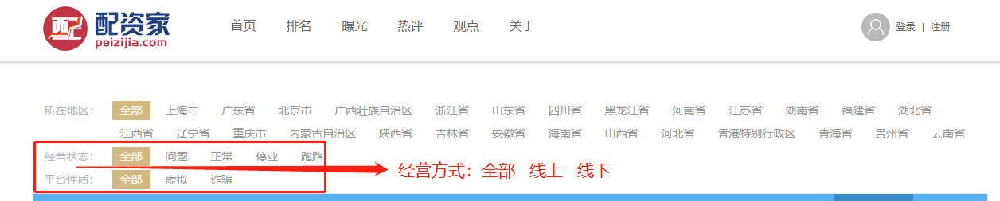 配资家 首页 排名 曝光 热评 观点 关于 登录 | 注册
peizijia.com
所在地区： 全部 上海市 广东省 北京市 广西壮族自治区 浙江省 山东省 四川省 黑龙江省 河南省 江苏省 湖南省 福建省 湖北省
江西省 辽宁省 重庆市 内蒙古自治区 陕西省 吉林省 安徽省 海南省 山西省 河北省 香港特别行政区 青海省 贵州省 云南省
经营状态： 全部 问题 正常 停业 跑路
经营方式：全部 线上 线下
平台性质： 全部 虚拟 诈骗